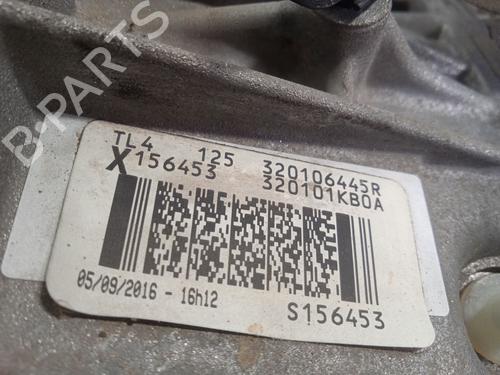 B-PARTS
TL4 125 320106445R
X156453 320101KB0A
05/09/2016 - 16h12
S156453